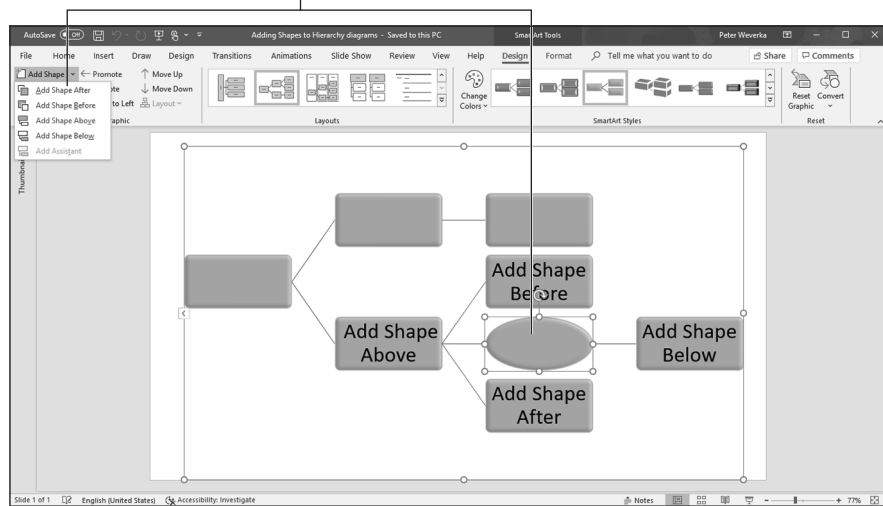 AutoSave Off Adding Shapes to Hierarchy diagrams - Saved to this PC SmartArt Tools Peter Weverka
File Home Insert Draw Design Transitions Animations Slide Show Review View Help Design Format Tell me what you want to do Share Comments
Add Shape Promote Move Up
Add Shape After Move Down
Add Shape Before to Left Layout
Add Shape Above
Add Shape Below
Add Assistant
Change
Colors
Reset Convert
Graphic
Layouts SmartArt Styles Reset
Add Shape
Before
Add Shape
Above
Add Shape
Below
Add Shape
After
Slide 1 of 1 English (United States) Accessibility: Investigate Notes 77%